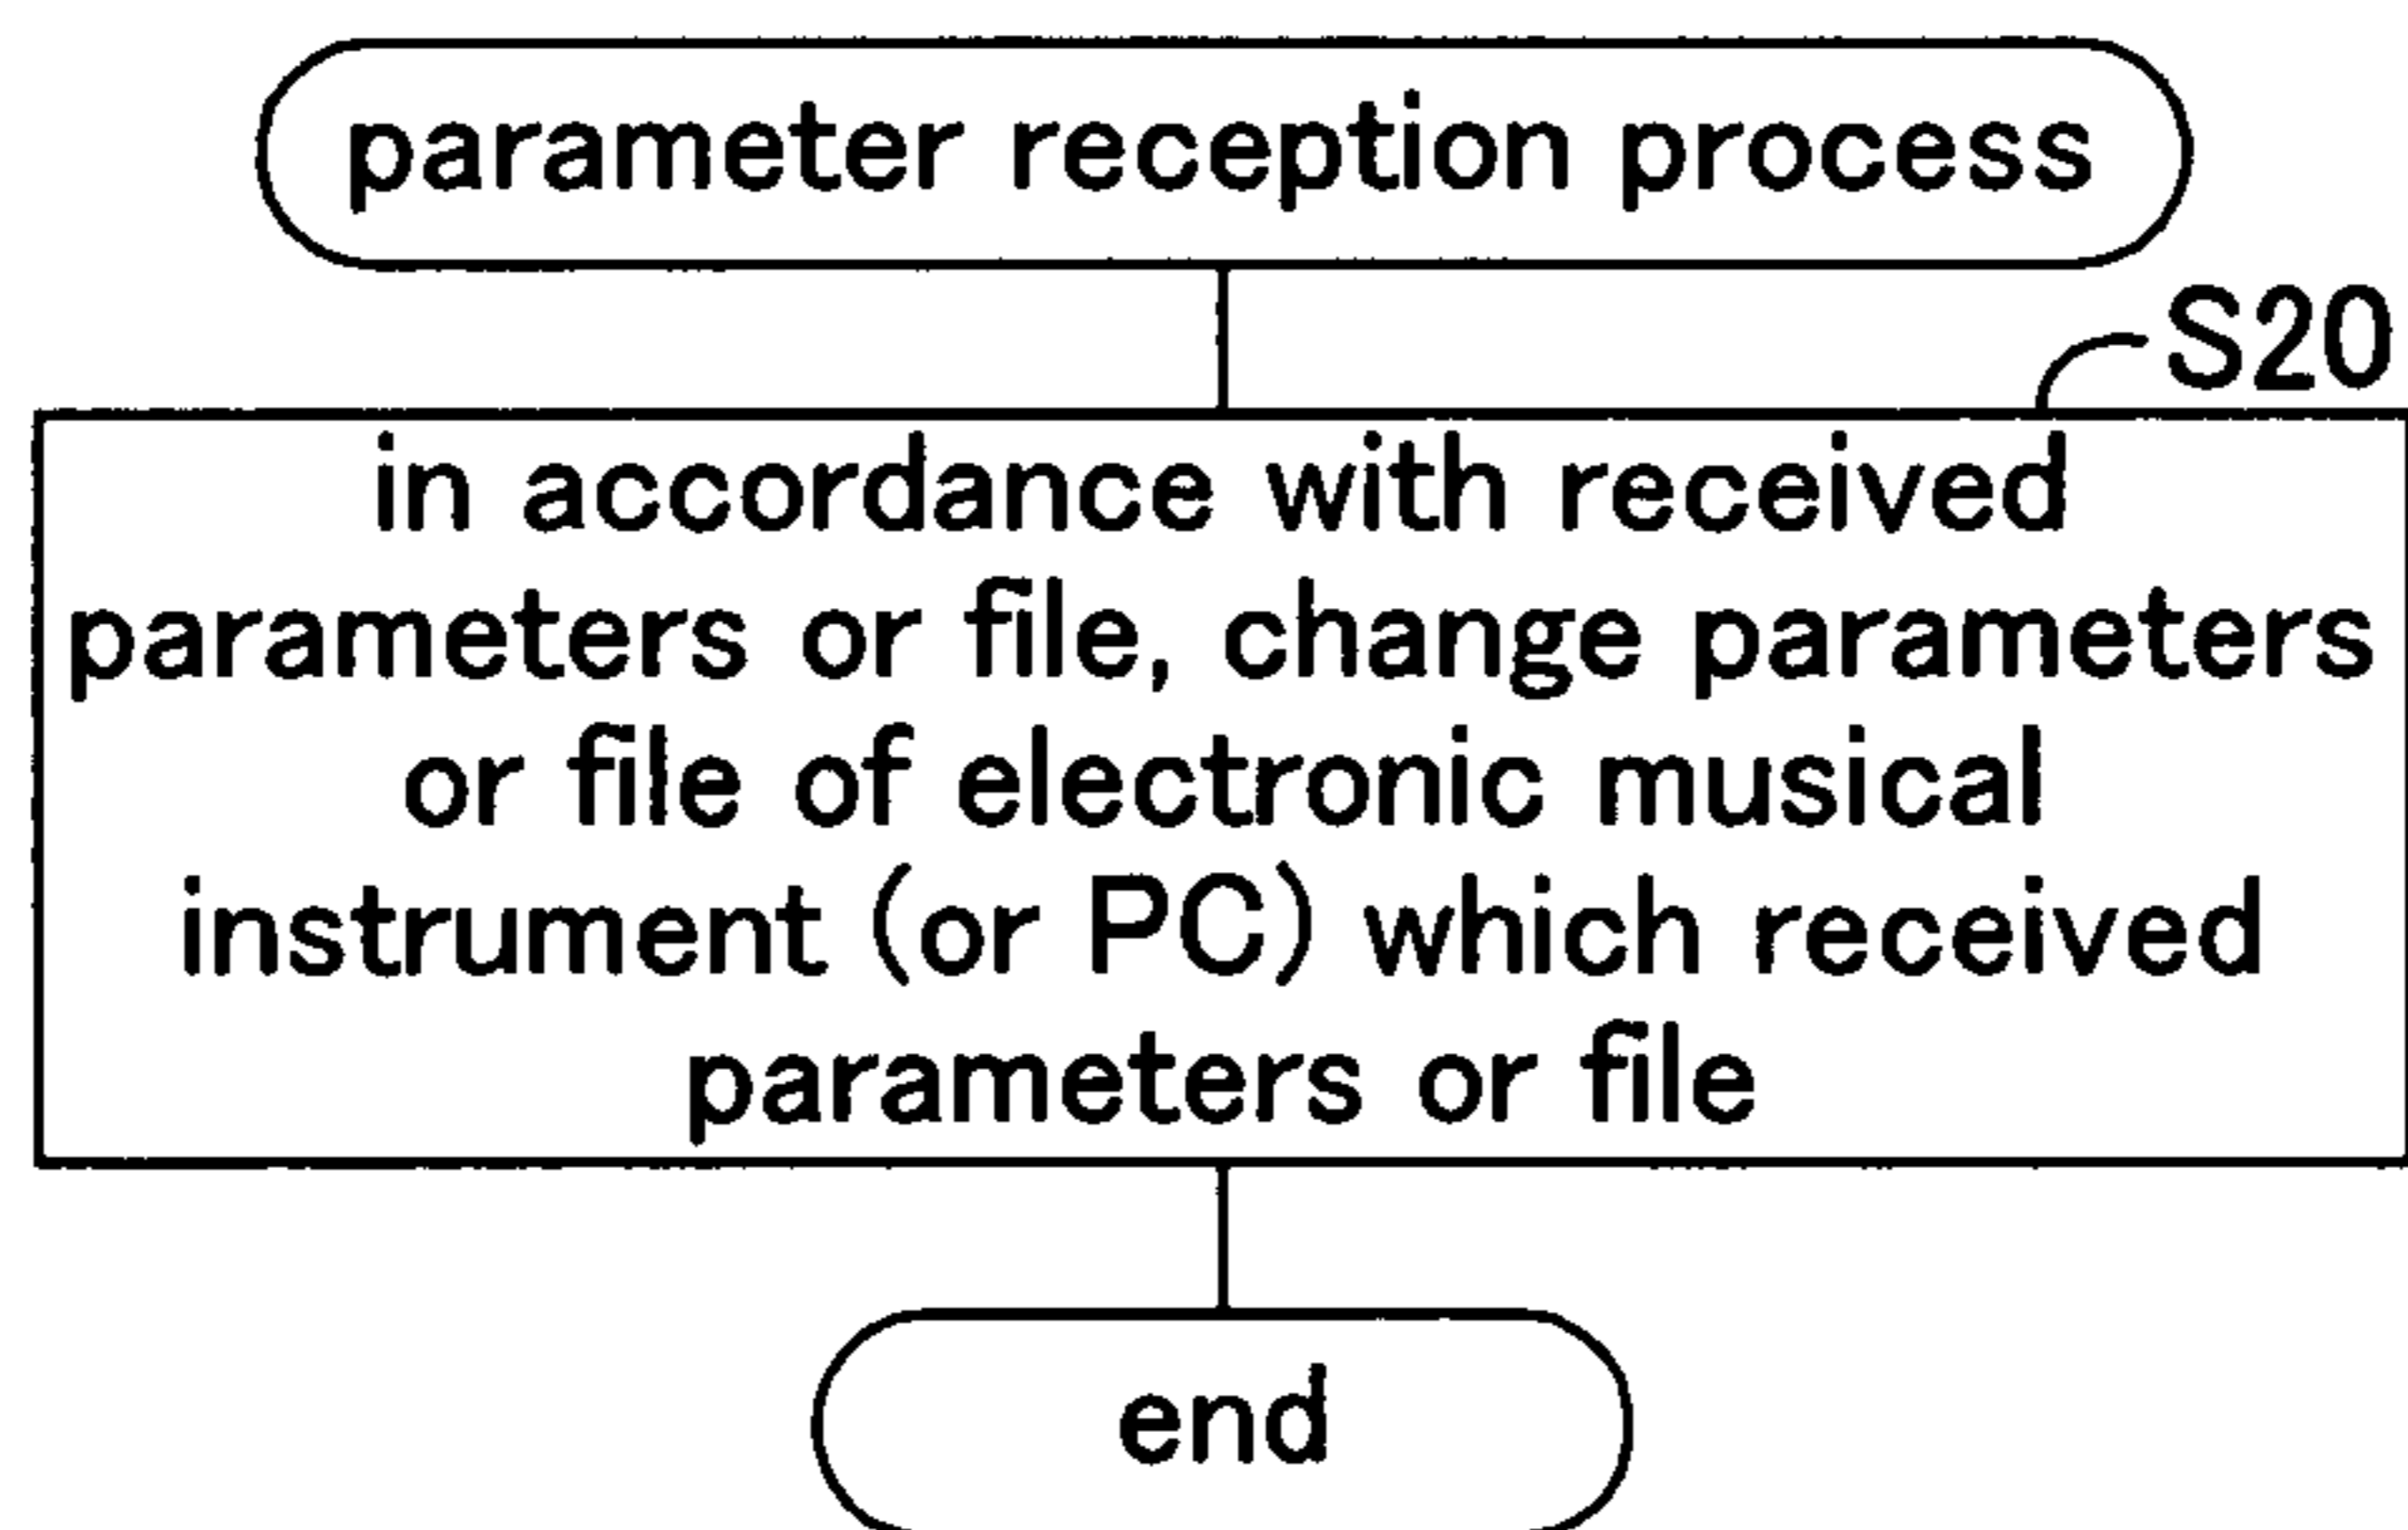 parameter reception process
S20
in accordance with received
parameters or file, change parameters
or file of electronic musical
instrument (or PC) which received
parameters or file
end